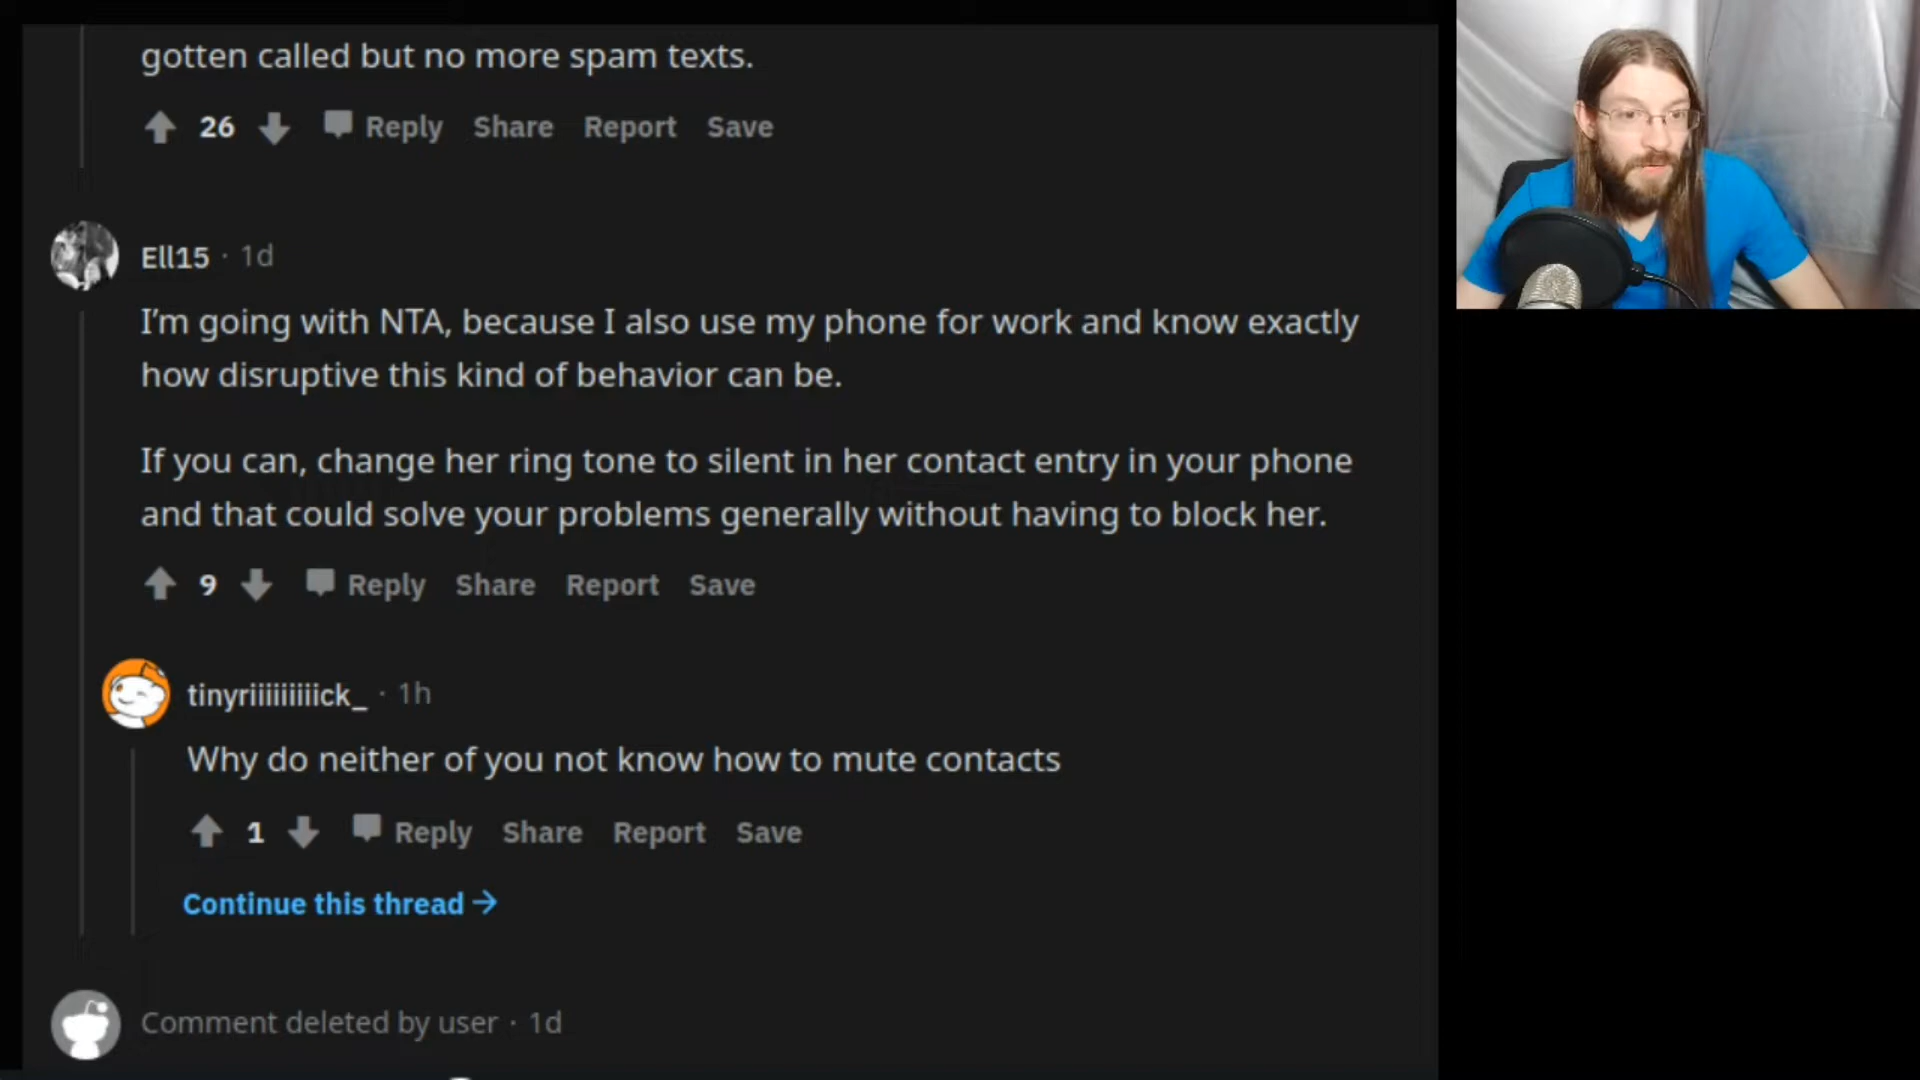 gotten called but no more spam texts.
26 Reply Share Report Save
Ell15 · 1d
I'm going with NTA, because I also use my phone for work and know exactly
how disruptive this kind of behavior can be.
If you can, change her ring tone to silent in her contact entry in your phone
and that could solve your problems generally without having to block her.
9 Reply Share Report Save
tinyriiiiiiiiick_ · 1h
Why do neither of you not know how to mute contacts
1 Reply Share Report Save
Continue this thread →
Comment deleted by user · 1d